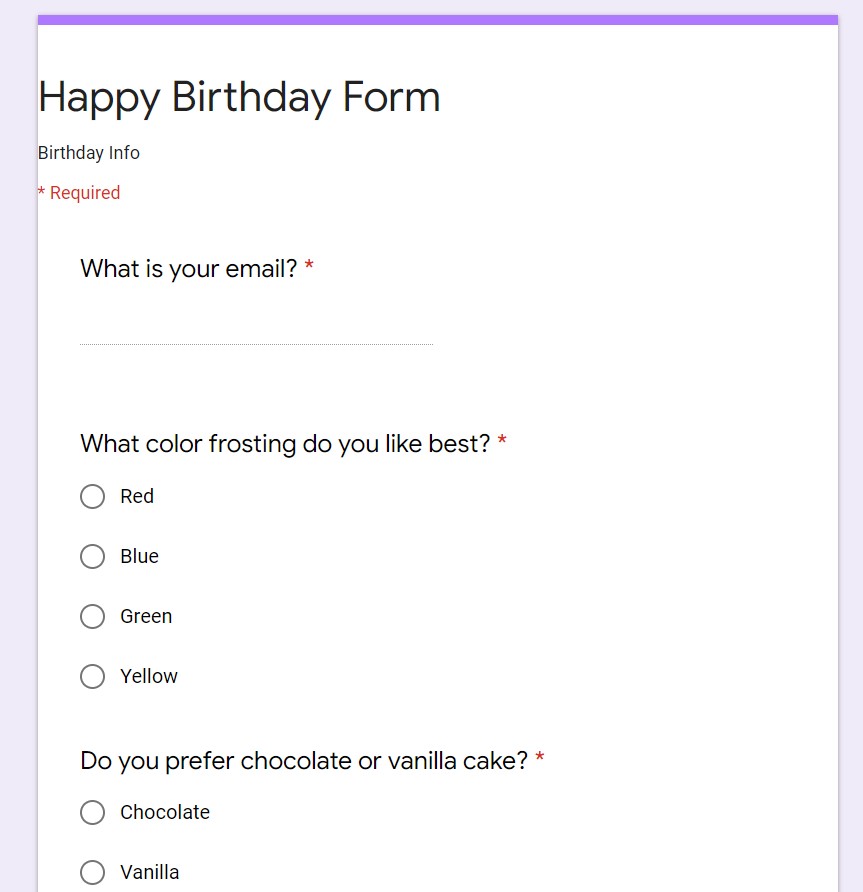 Happy Birthday Form
Birthday Info
* Required
What is your email? *
What color frosting do you like best? *
Red
Blue
Green
Yellow
Do you prefer chocolate or vanilla cake? *
Chocolate
Vanilla